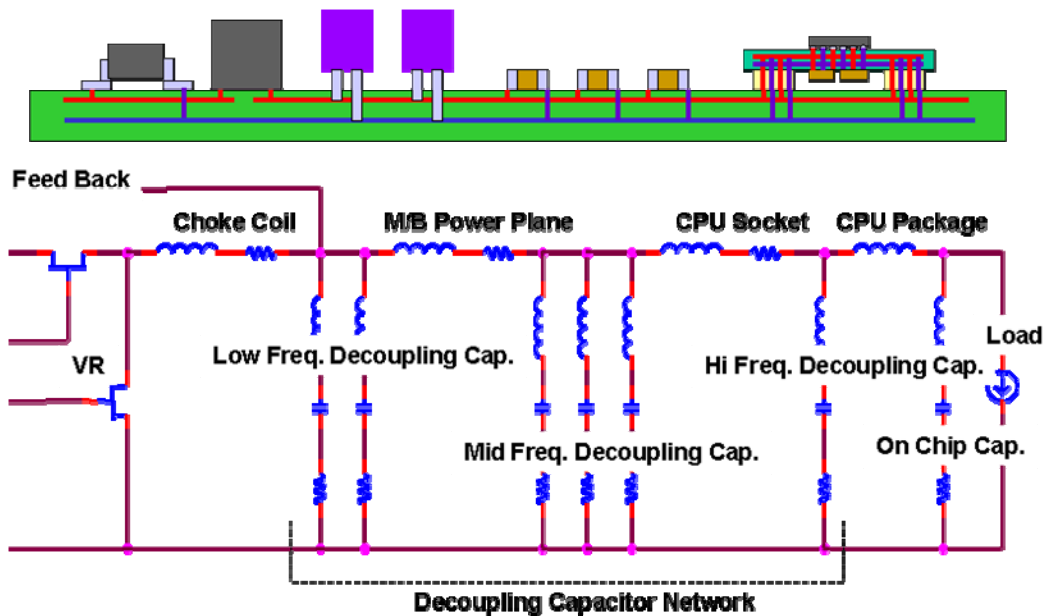 Feed Back
Choke Coil
M/B Power Plane
CPU Socket
CPU Package
VR
Low Freq. Decoupling Cap.
Hi Freq. Decoupling Cap.
Load
Mid Freq. Decoupling Cap.
On Chip Cap.
Decoupling Capacitor Network